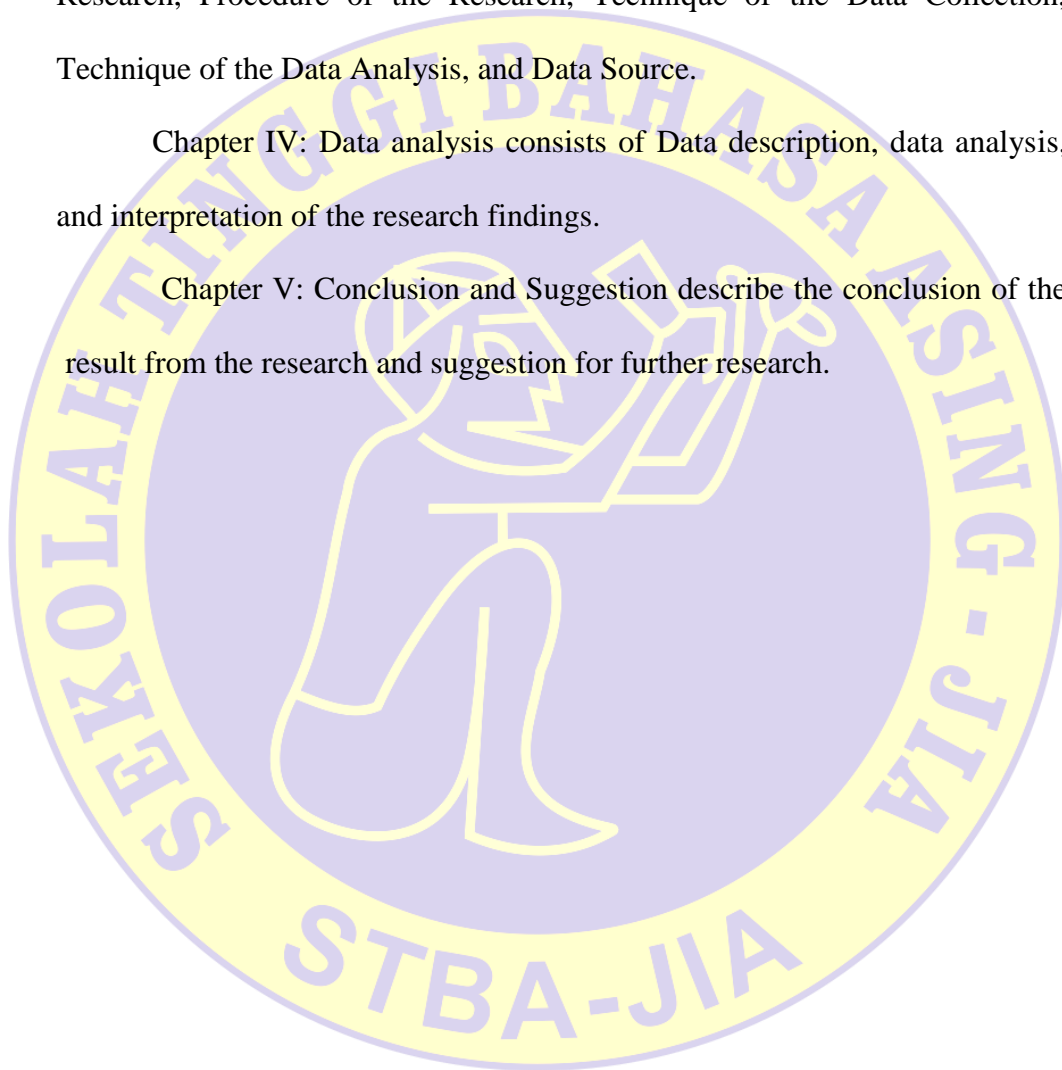 Research, Procedure of the Research, Technique of the Data Collection,
Technique of the Data Analysis, and Data Source.
Chapter IV: Data analysis consists of Data description, data analysis,
and interpretation of the research findings.
Chapter V: Conclusion and Suggestion describe the conclusion of the
result from the research and suggestion for further research.
SEKOLAH TINGGI BAHASA ASING - JIA
STBA-JIA